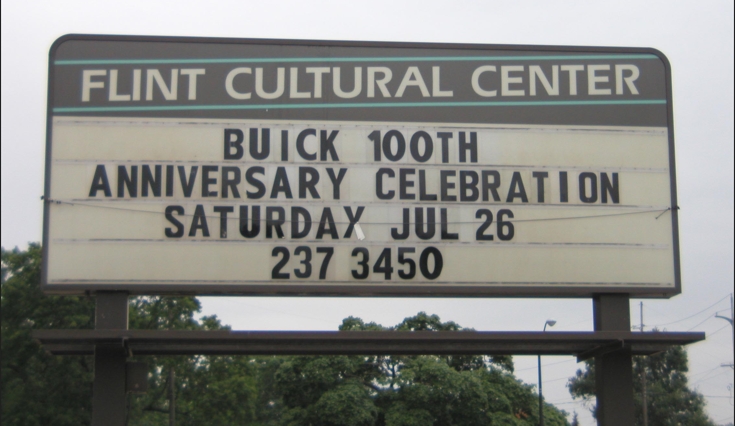 FLINT CULTURAL CENTER
BUICK 100TH
ANNIVERSARY CELEBRATION
SATURDAY JUL 26
237 3450